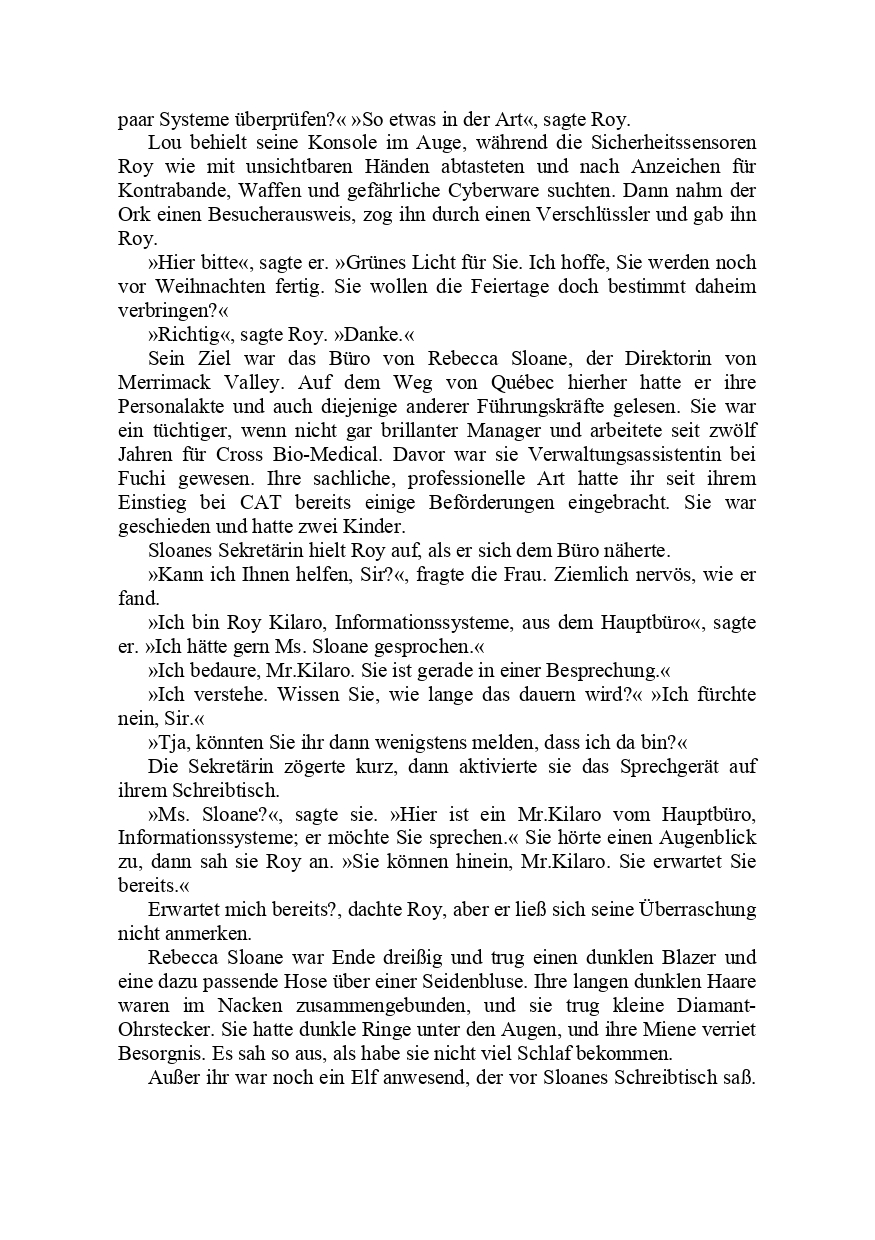 paar Systeme überprüfen?« »So etwas in der Art«, sagte Roy.
Lou behielt seine Konsole im Auge, während die Sicherheitssensoren
Roy wie mit unsichtbaren Händen abtasteten und nach Anzeichen für
Kontrabande, Waffen und gefährliche Cyberware suchten. Dann nahm der
Ork einen Besucherausweis, zog ihn durch einen Verschlüssler und gab ihn
Roy.
»Hier bitte«, sagte er. »Grünes Licht für Sie. Ich hoffe, Sie werden noch
vor Weihnachten fertig. Sie wollen die Feiertage doch bestimmt daheim
verbringen?«
»Richtig«, sagte Roy. »Danke.«
Sein Ziel war das Büro von Rebecca Sloane, der Direktorin von
Merrimack Valley. Auf dem Weg von Québec hierher hatte er ihre
Personalakte und auch diejenige anderer Führungskräfte gelesen. Sie war
ein tüchtiger, wenn nicht gar brillanter Manager und arbeitete seit zwölf
Jahren für Cross Bio-Medical. Davor war sie Verwaltungsassistentin bei
Fuchi gewesen. Ihre sachliche, professionelle Art hatte ihr seit ihrem
Einstieg bei CAT bereits einige Beförderungen eingebracht. Sie war
geschieden und hatte zwei Kinder.
Sloanes Sekretärin hielt Roy auf, als er sich dem Büro näherte.
»Kann ich Ihnen helfen, Sir?«, fragte die Frau. Ziemlich nervös, wie er
fand.
»Ich bin Roy Kilaro, Informationssysteme, aus dem Hauptbüro«, sagte
er. »Ich hätte gern Ms. Sloane gesprochen.«
»Ich bedaure, Mr.Kilaro. Sie ist gerade in einer Besprechung.«
»Ich verstehe. Wissen Sie, wie lange das dauern wird?« »Ich fürchte
nein, Sir.«
»Tja, könnten Sie ihr dann wenigstens melden, dass ich da bin?«
Die Sekretärin zögerte kurz, dann aktivierte sie das Sprechgerät auf
ihrem Schreibtisch.
»Ms. Sloane?«, sagte sie. »Hier ist ein Mr.Kilaro vom Hauptbüro,
Informationssysteme; er möchte Sie sprechen.« Sie hörte einen Augenblick
zu, dann sah sie Roy an. »Sie können hinein, Mr.Kilaro. Sie erwartet Sie
bereits.«
Erwartet mich bereits?, dachte Roy, aber er ließ sich seine Überraschung
nicht anmerken.
Rebecca Sloane war Ende dreißig und trug einen dunklen Blazer und
eine dazu passende Hose über einer Seidenbluse. Ihre langen dunklen Haare
waren im Nacken zusammengebunden, und sie trug kleine Diamant-
Ohrstecker. Sie hatte dunkle Ringe unter den Augen, und ihre Miene verriet
Besorgnis. Es sah so aus, als habe sie nicht viel Schlaf bekommen.
Außer ihr war noch ein Elf anwesend, der vor Sloanes Schreibtisch saß.